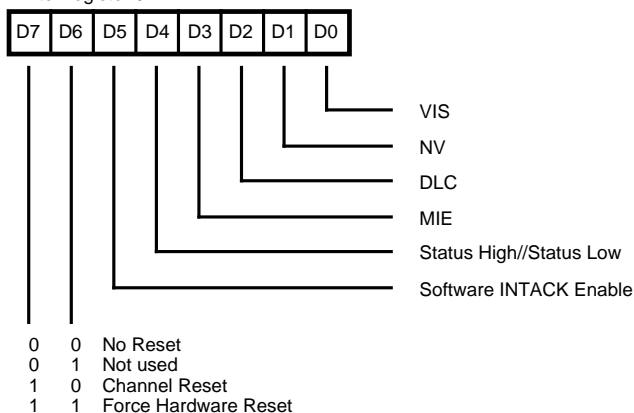 D7 D6 D5 D4 D3 D2 D1 D0
VIS
NV
DLC
MIE
Status High//Status Low
Software INTACK Enable
0 0 No Reset
0 1 Not used
1 0 Channel Reset
1 1 Force Hardware Reset